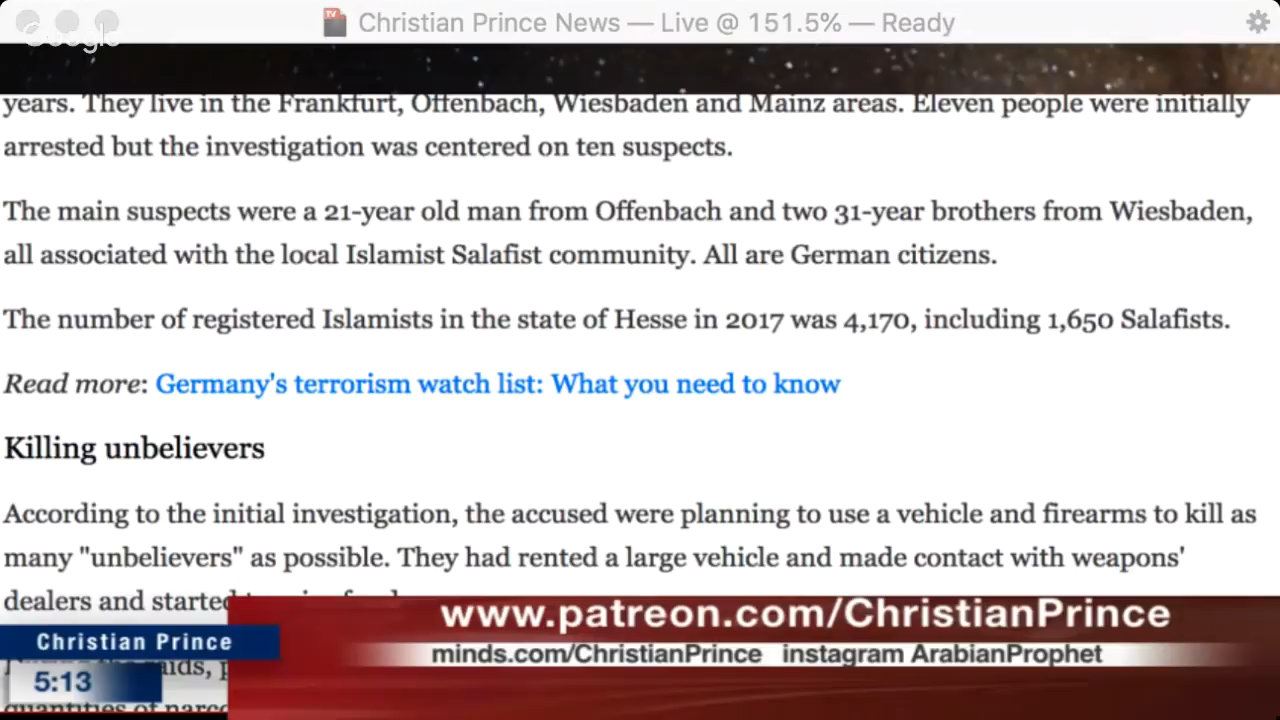 Christian Prince News — Live @ 151.5% — Ready
Google
years. They live in the Frankfurt, Offenbach, Wiesbaden and Mainz areas. Eleven people were initially
arrested but the investigation was centered on ten suspects.
The main suspects were a 21-year old man from Offenbach and two 31-year brothers from Wiesbaden,
all associated with the local Islamist Salafist community. All are German citizens.
The number of registered Islamists in the state of Hesse in 2017 was 4,170, including 1,650 Salafists.
Read more: Germany's terrorism watch list: What you need to know
Killing unbelievers
According to the initial investigation, the accused were planning to use a vehicle and firearms to kill as
many "unbelievers" as possible. They had rented a large vehicle and made contact with weapons'
dealers and started
www.patreon.com/ChristianPrince
Christian Prince
minds.com/ChristianPrince instagram ArabianProphet
5:13
quantities of